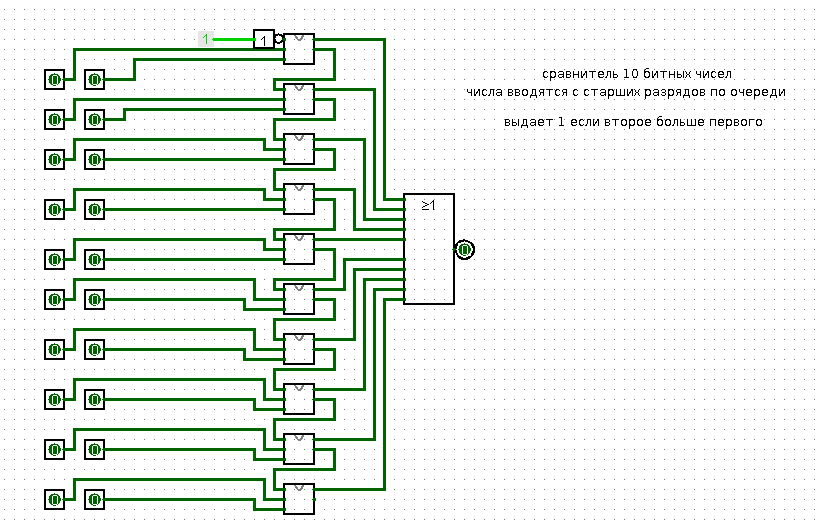 1
1
сравнитель 10 битных чисел
числа вводятся с старших разрядов по очереди
выдает 1 если второе больше первого
≥1